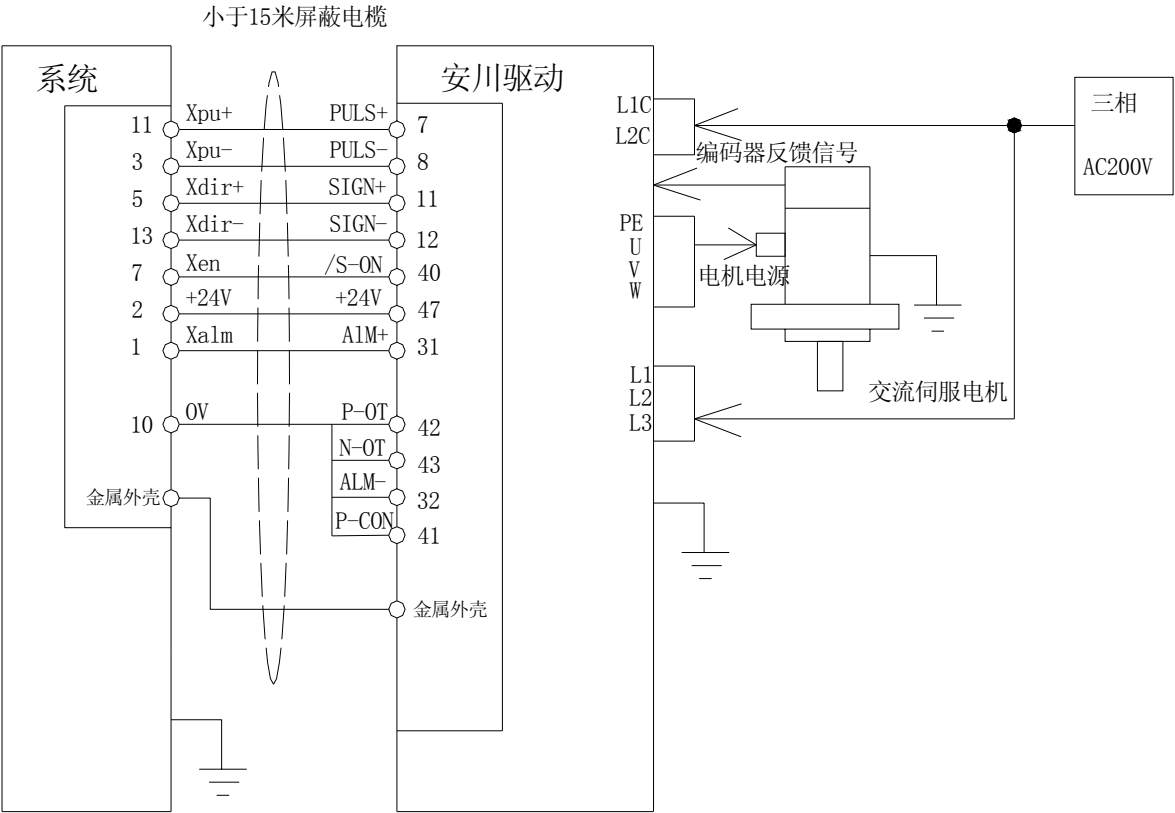 小于15米屏蔽电榄
系统
安川驱动
11 Xpu+ PULS+ 7
3 Xpu- PULS- 8
5 Xdir+ SIGN+ 11
13 Xdir- SIGN- 12
7 Xen /S-ON 40
2 +24V +24V 47
1 Xalm AlM+ 31
10 0V P-OT 42
N-OT 43
ALM- 32
P-CON 41
金属外壳
金属外壳
L1C
L2C
编码器反馈信号
PE
U
V
W
电机电源
L1
L2
L3
交流伺服电机
三相
AC200V